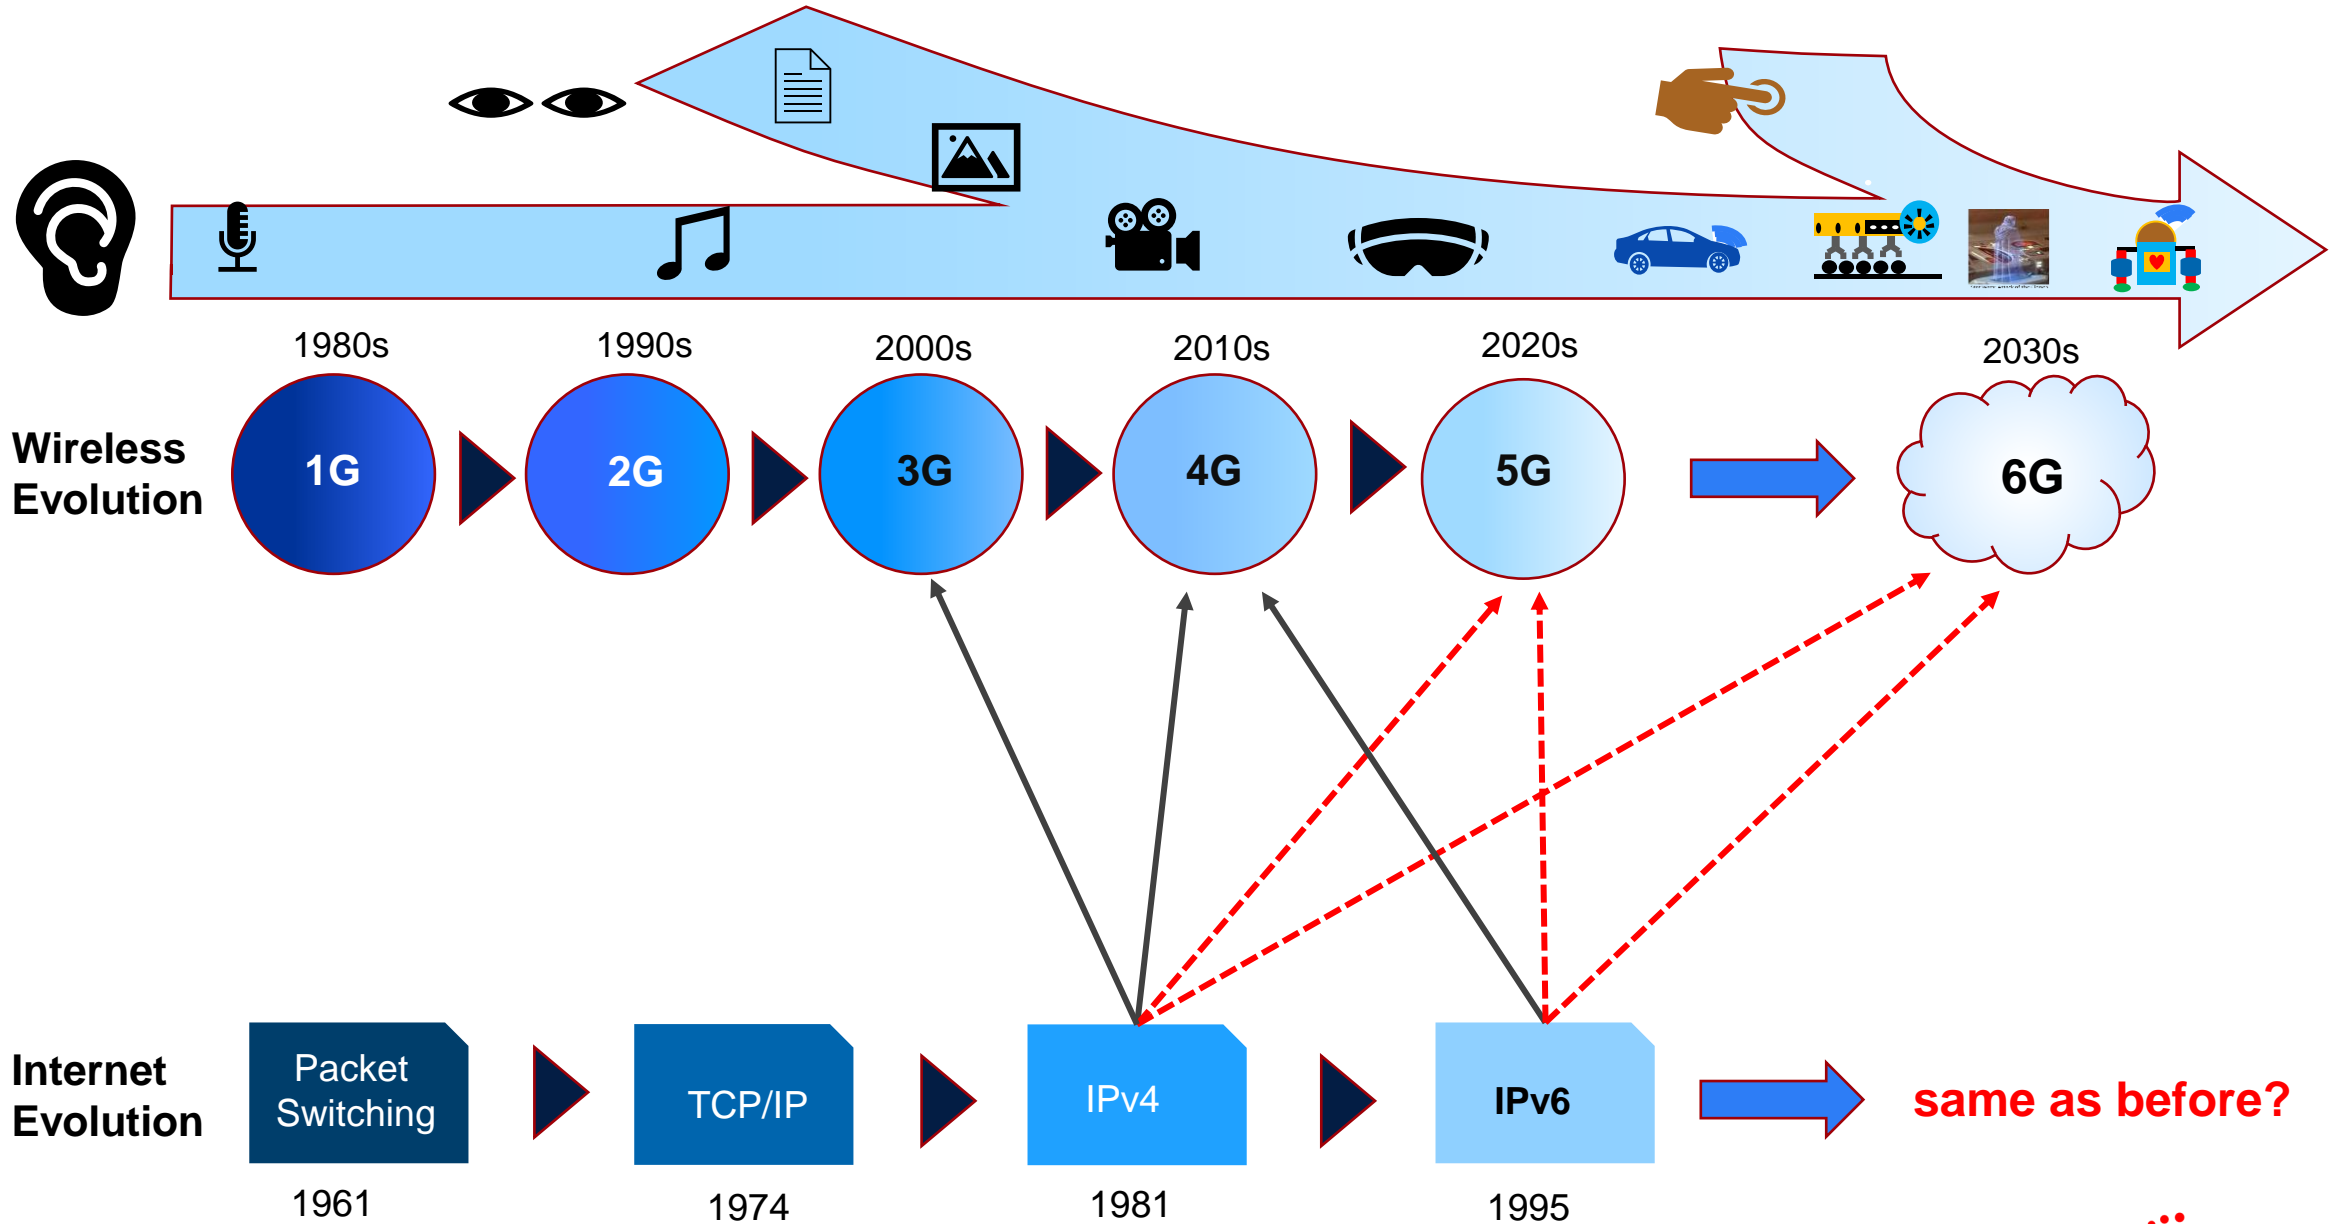 1980s
1990s
2000s
2010s
2020s
2030s
Wireless
Evolution
1G
2G
3G
4G
5G
6G
Internet
Evolution
Packet
Switching
TCP/IP
IPv4
IPv6
same as before?
1961
1974
1981
1995